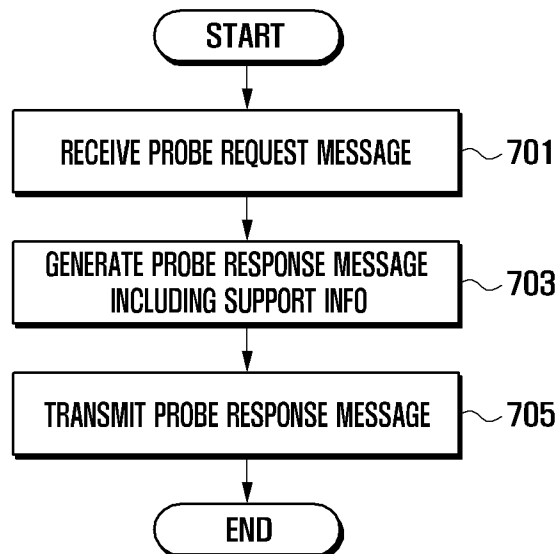 START
RECEIVE PROBE REQUEST MESSAGE
701
GENERATE PROBE RESPONSE MESSAGE
INCLUDING SUPPORT INFO
703
TRANSMIT PROBE RESPONSE MESSAGE
705
END